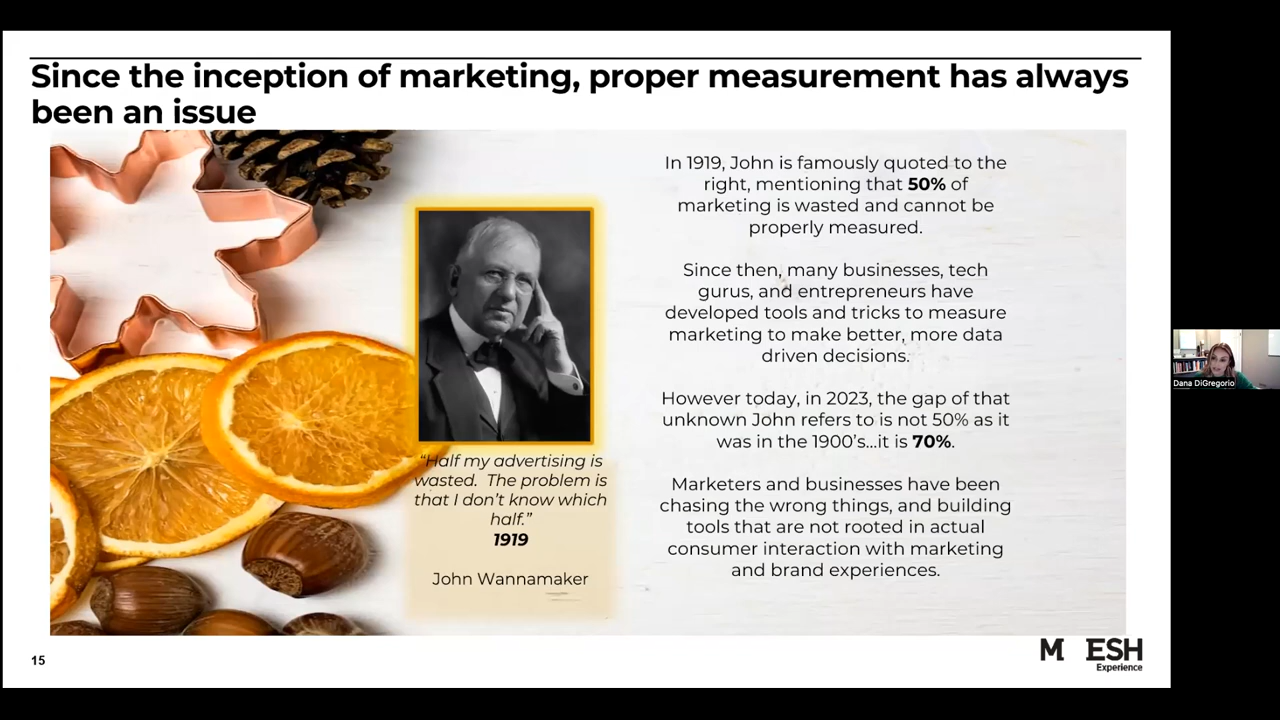 Since the inception of marketing, proper measurement has always
been an issue
“Half my advertising is
wasted.  The problem is
that I don’t know which
half.”
1919
John Wannamaker
In 1919, John is famously quoted to the
right, mentioning that 50% of
marketing is wasted and cannot be
properly measured.
Since then, many businesses, tech
gurus, and entrepreneurs have
developed tools and tricks to measure
marketing to make better, more data
driven decisions.
However today, in 2023, the gap of that
unknown John refers to is not 50% as it
was in the 1900’s...it is 70%.
Marketers and businesses have been
chasing the wrong things, and building
tools that are not rooted in actual
consumer interaction with marketing
and brand experiences.
15
M ESH
Experience
Dana DiGregorio